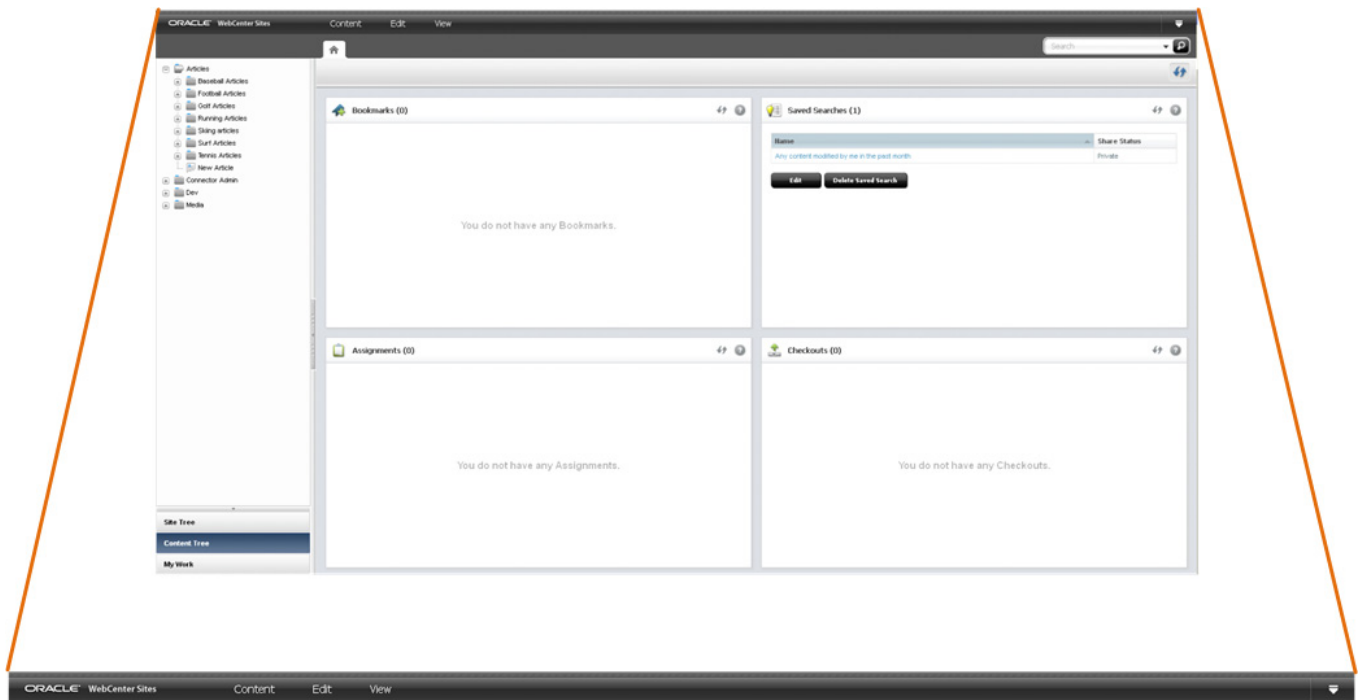 ORACLE WebCenter Sites Content Edit View
Search
Articles
Baseball Articles
Football Articles
Golf Articles
Running Articles
Skiing articles
Surf Articles
Tennis Articles
New Article
Connector Admin
Dev
Media
Site Tree
Content Tree
My Work
Bookmarks (0)
You do not have any Bookmarks.
Saved Searches (1)
Name Share Status
Any content modified by me in the past month Private
Edit Delete Saved Search
Assignments (0)
You do not have any Assignments.
Checkouts (0)
You do not have any Checkouts.
ORACLE WebCenter Sites Content Edit View